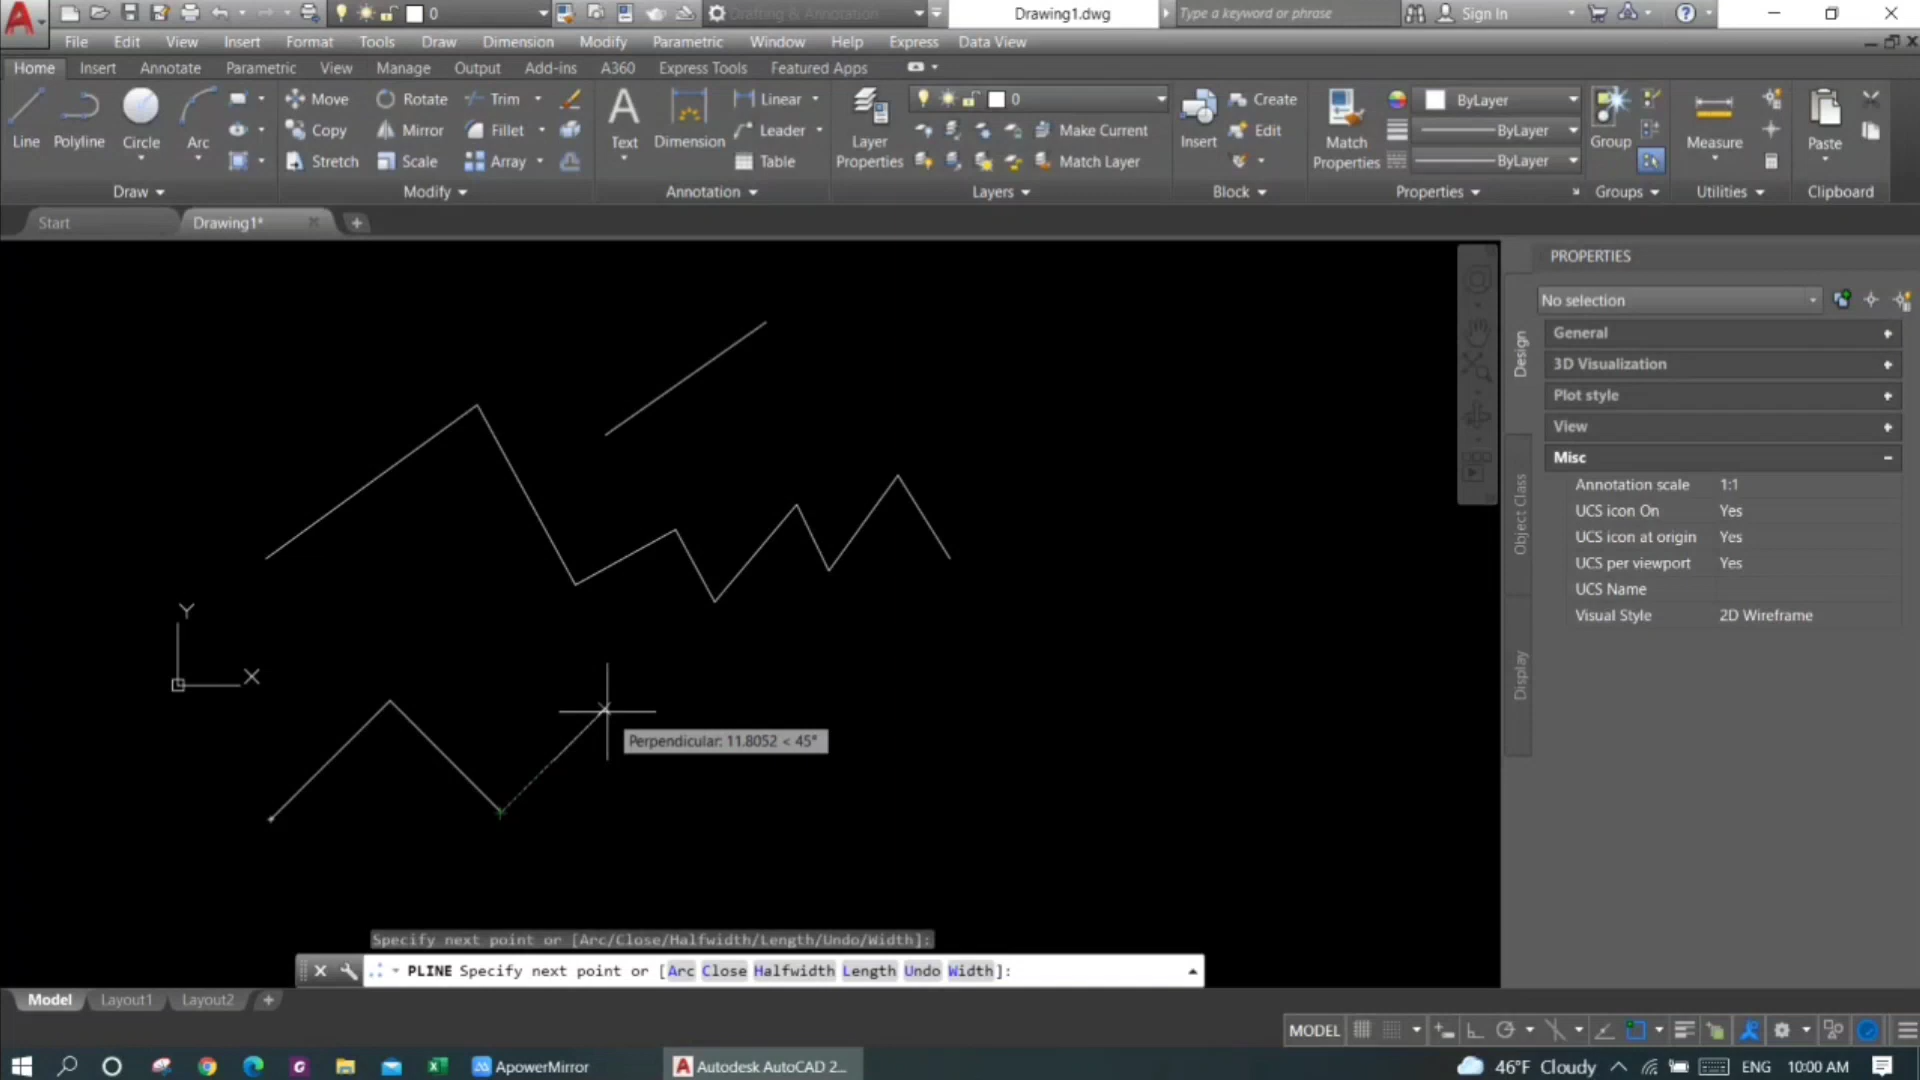 0
Drafting & Annotation
Drawing1.dwg
Type a keyword or phrase
Sign In
File Edit View Insert Format Tools Draw Dimension Modify Parametric Window Help Express Data View
Home Insert Annotate Parametric View Manage Output Add-ins A360 Express Tools Featured Apps
Line Polyline Circle Arc
Move Rotate Trim
Copy Mirror Fillet
Stretch Scale Array
Text Dimension
Linear
Leader
Table
Layer Properties
0
Make Current
Match Layer
Insert
Create
Edit
Match Properties
ByLayer
ByLayer
ByLayer
Group
Measure
Paste
Draw Modify Annotation Layers Block Properties Groups Utilities Clipboard
Start Drawing1*
PROPERTIES
No selection
General
3D Visualization
Plot style
View
Misc
Annotation scale 1:1
UCS icon On Yes
UCS icon at origin Yes
UCS per viewport Yes
UCS Name
Visual Style 2D Wireframe
Design
Object Class
Display
Y
X
Perpendicular: 11.8052 < 45°
Specify next point or [Arc/Close/Halfwidth/Length/Undo/Width]:
PLINE Specify next point or [Arc Close Halfwidth Length Undo Width]:
Model Layout1 Layout2
MODEL
ApowerMirror
Autodesk AutoCAD 2...
46°F Cloudy
ENG
10:00 AM